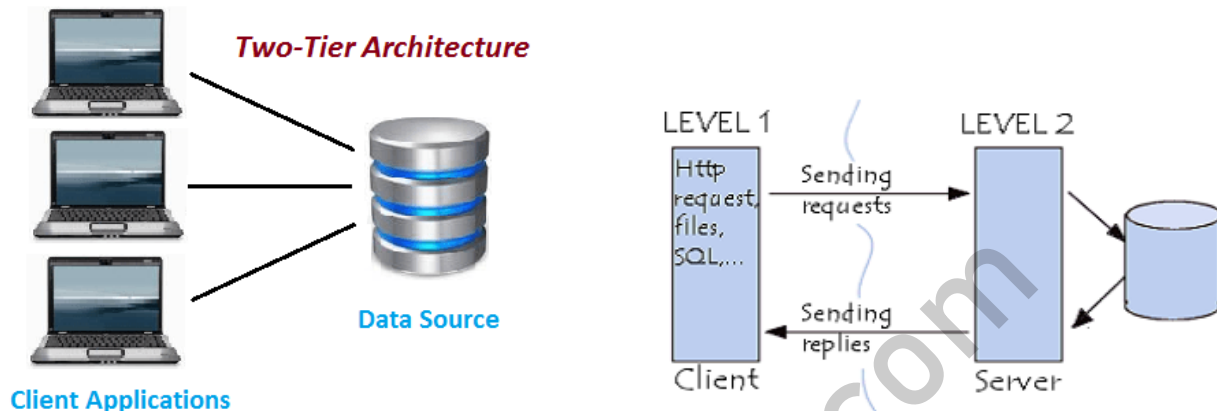 Two-Tier Architecture
Data Source
Client Applications
LEVEL 1
LEVEL 2
Http
request,
files,
SQL,...
Sending
requests
Sending
replies
Client
Server
com